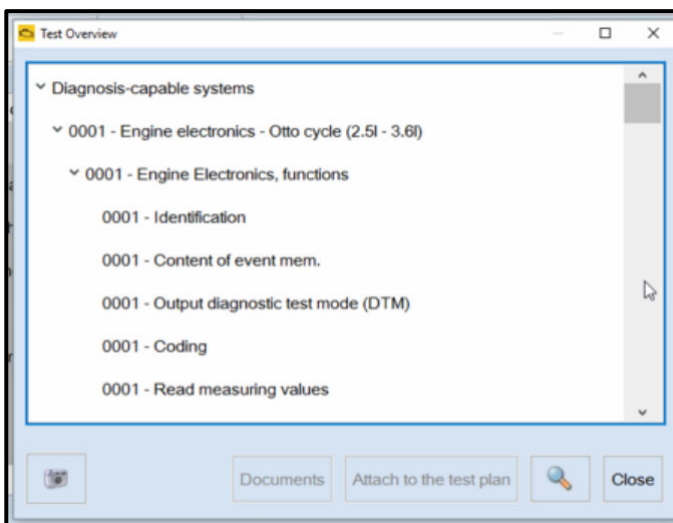 Test Overview
Diagnosis-capable systems
0001 - Engine electronics - Otto cycle (2.5l - 3.6l)
0001 - Engine Electronics, functions
0001 - Identification
0001 - Content of event mem.
0001 - Output diagnostic test mode (DTM)
0001 - Coding
0001 - Read measuring values
Documents
Attach to the test plan
Close